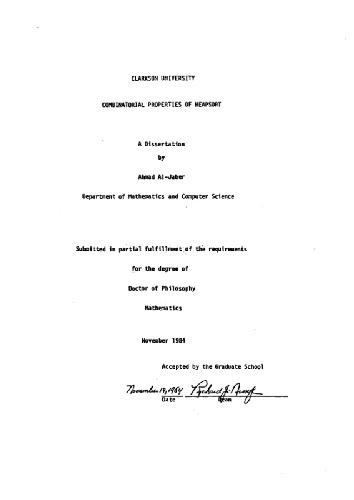 CLARKSON UNIVERSITY
COMBINATORIAL PROPERTIES OF HEAPSORT
A Dissertation
by
Ahmad Al-Jaber
Department of Mathematics and Computer Science
Submitted in partial fulfillment of the requirements
for the degree of
Doctor of Philosophy
Mathematics
November 1984
Accepted by the Graduate School
November 19, 1984
Date Dean